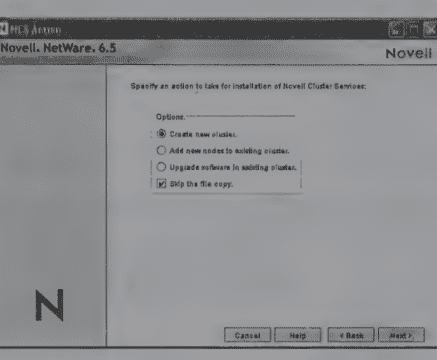 NCS Action
Novell. NetWare. 6.5
Novell
Specify an action to take for installation of Novell Cluster Services:
Options.
Create new cluster.
Add new nodes to existing cluster.
Upgrade software in existing cluster.
Skip the file copy.
N
Cancel
Help
< Back
Next >